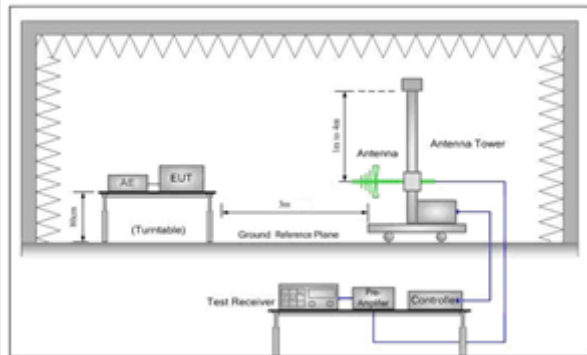 1m to 4m
Antenna
Antenna Tower
AE
EUT
80cm
3m
(Turntable)
Ground Reference Plane
Test Receiver
Pre-
Amplifier
Controller